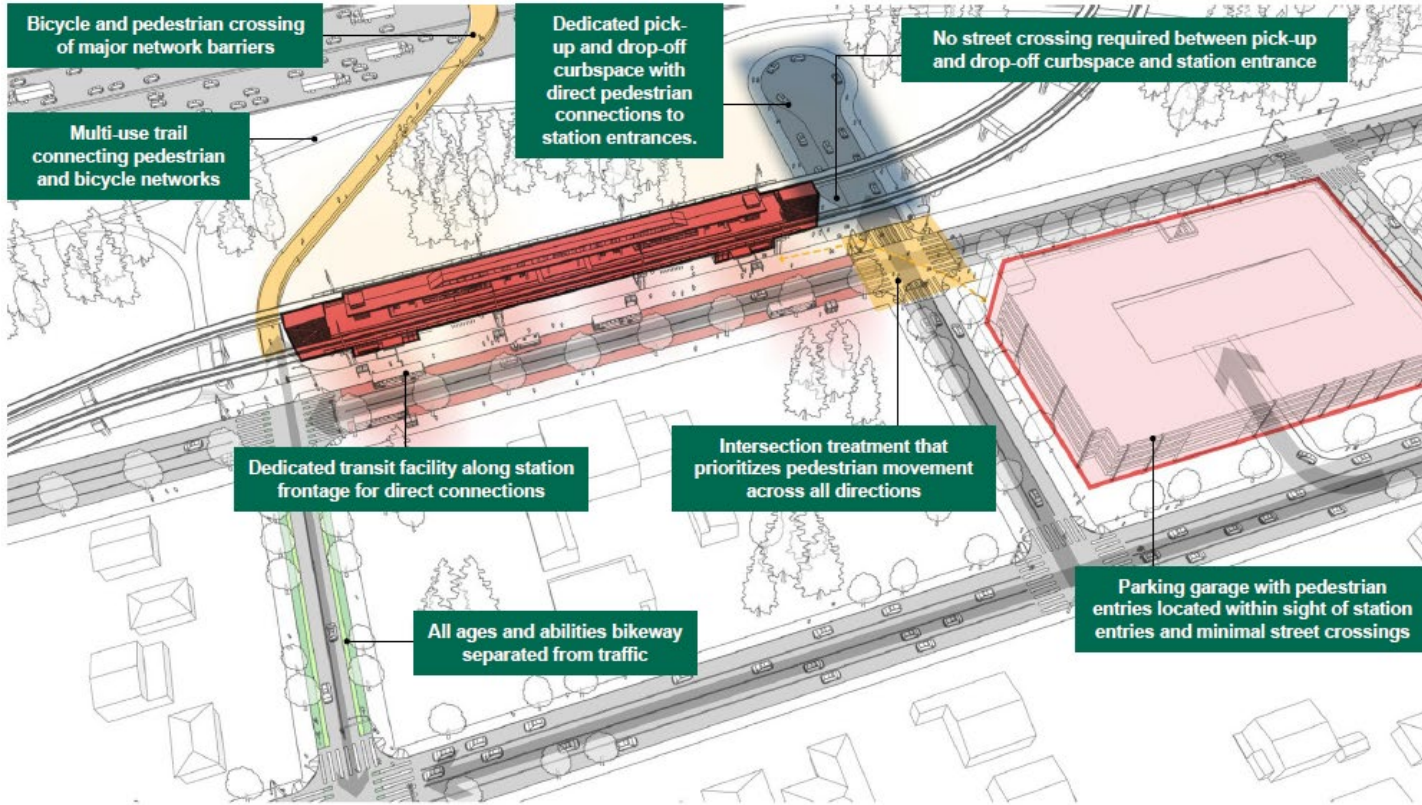 Bicycle and pedestrian crossing
of major network barriers
Dedicated pick-
up and drop-off
curbspace with
direct pedestrian
connections to
station entrances.
No street crossing required between pick-up
and drop-off curbspace and station entrance
Multi-use trail
connecting pedestrian
and bicycle networks
Dedicated transit facility along station
frontage for direct connections
Intersection treatment that
prioritizes pedestrian movement
across all directions
Parking garage with pedestrian
entries located within sight of station
entries and minimal street crossings
All ages and abilities bikeway
separated from traffic